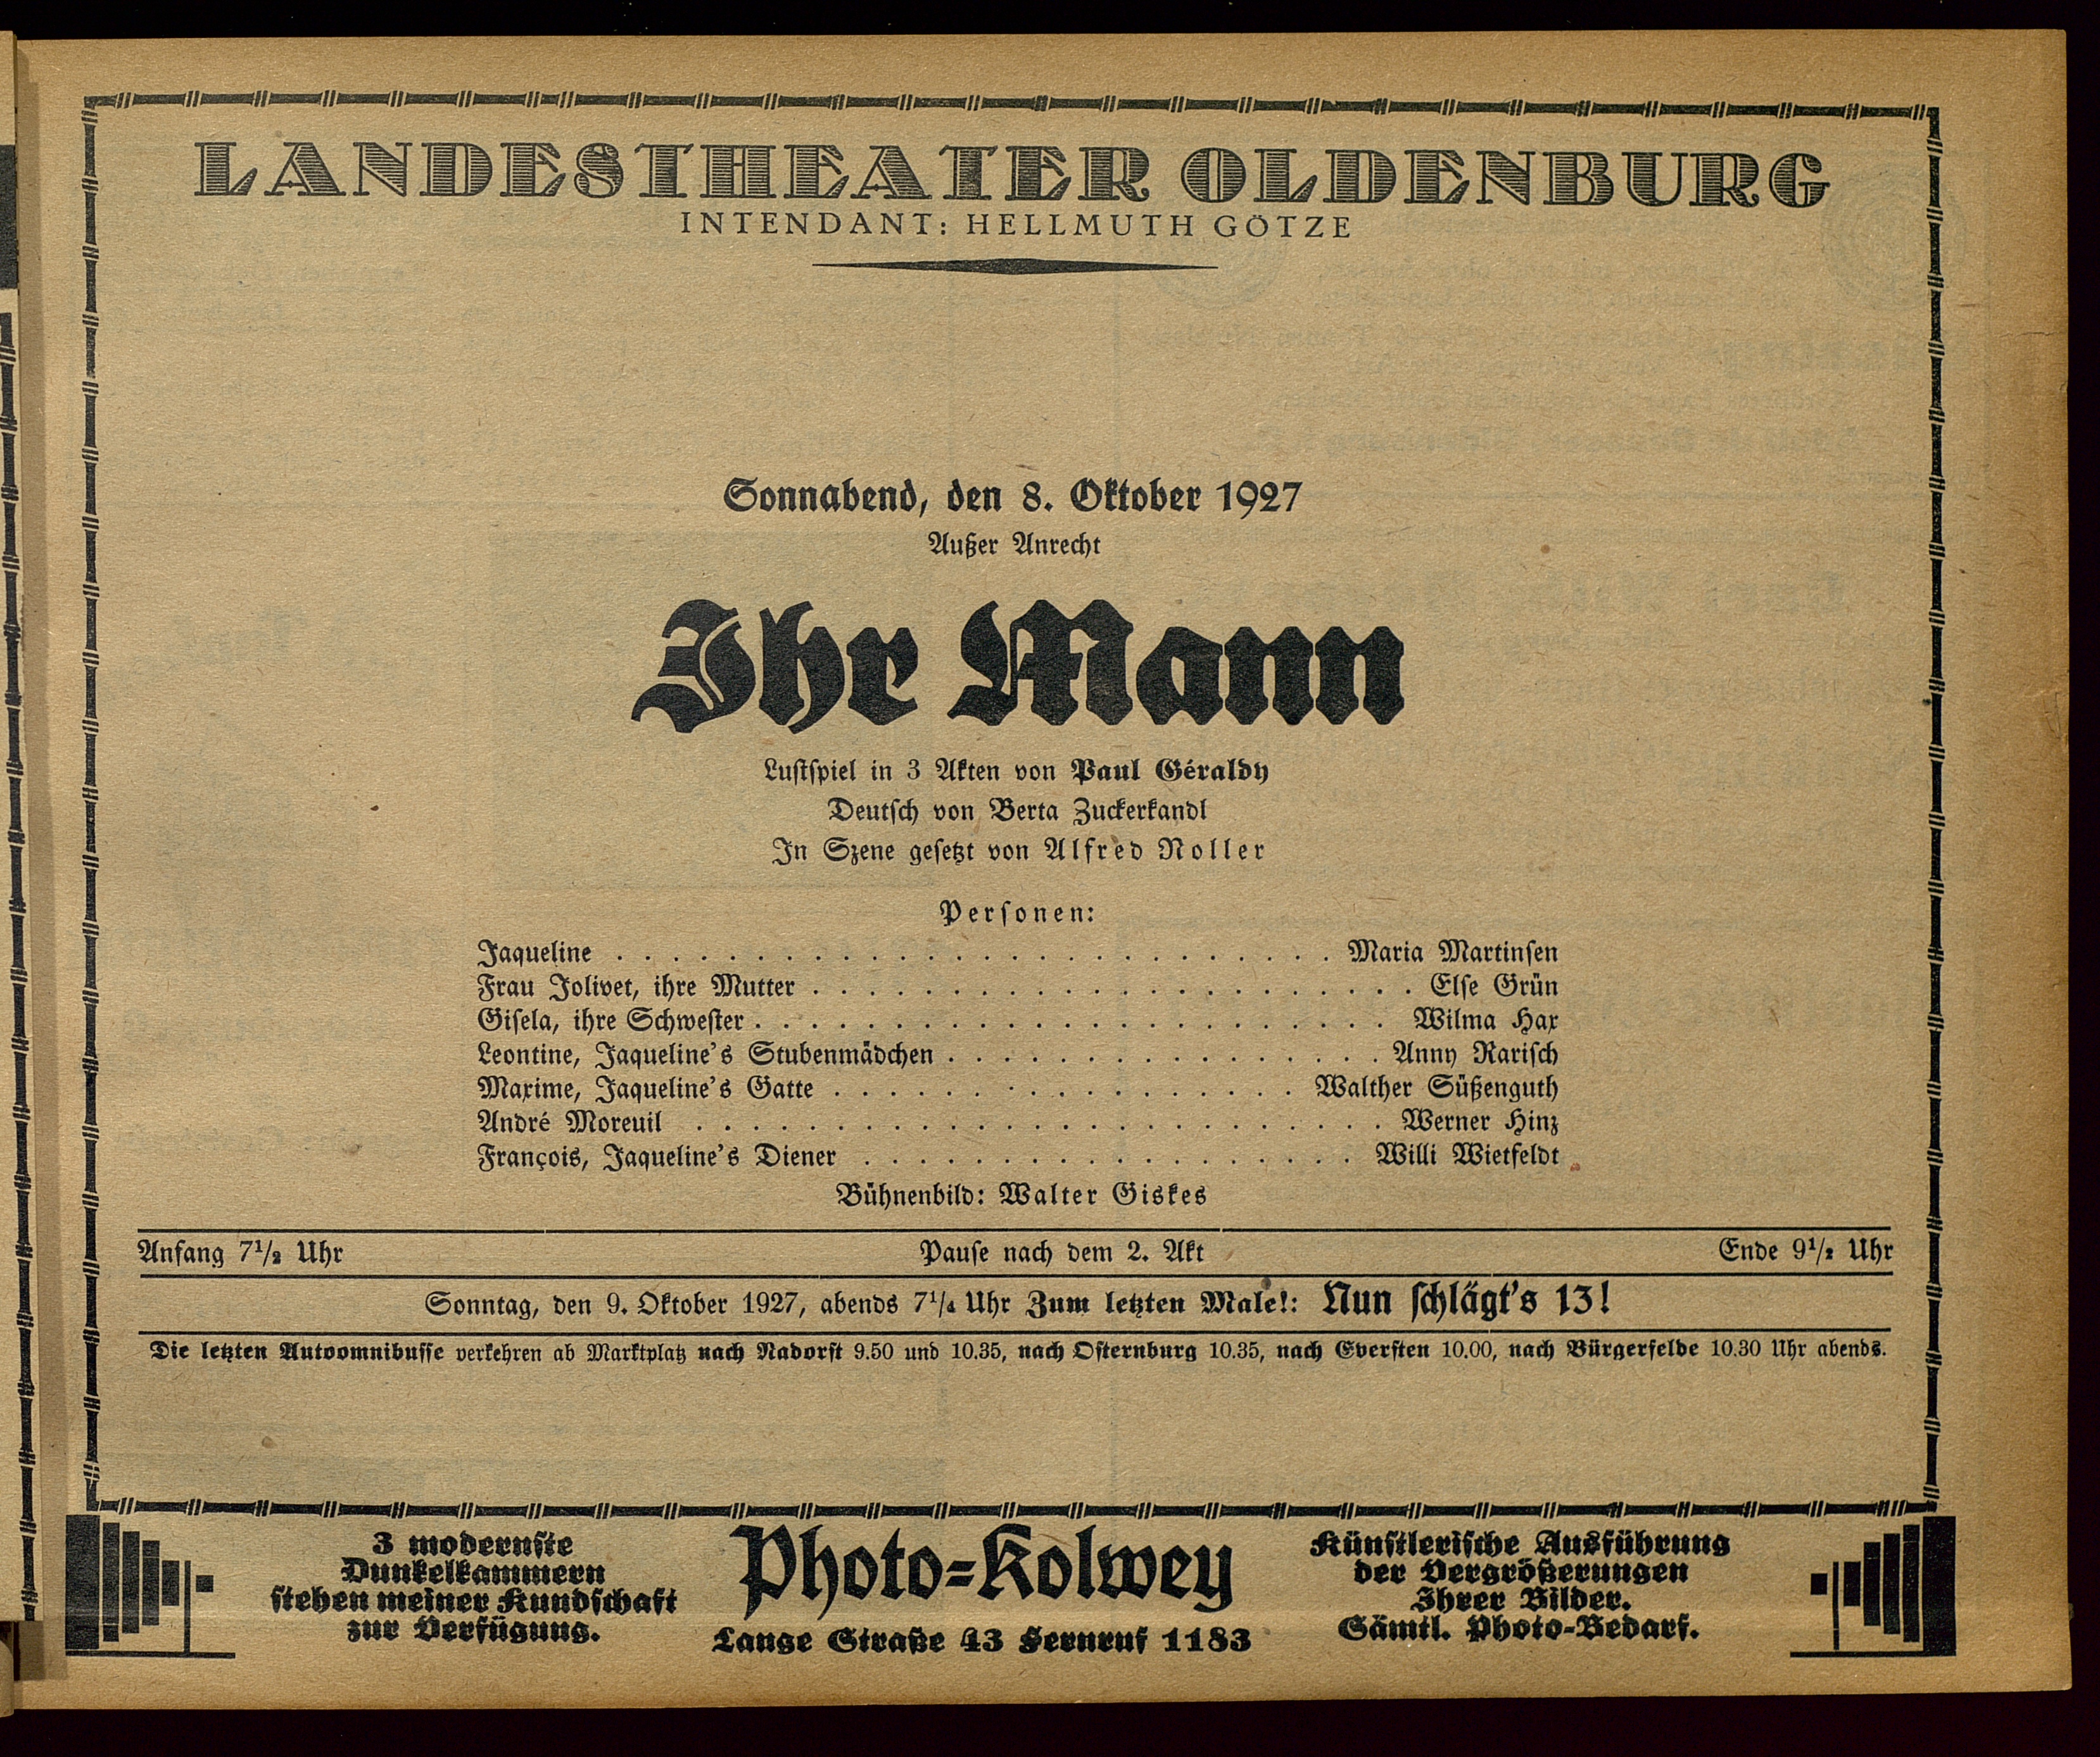 LANDESTHEATER OLDENBURG
INTENDANT: HELLMUTH GÖTZE
Sonnabend, den 8. Oktober 1927
Außer Anrecht
Ihr Mann
Lustspiel in 3 Akten von Paul Géraldy
Deutsch von Berta Zuckerkandl
In Szene gesetzt von Alfred Noller
Personen:
Jaqueline . . . . . . . . . . . . . . . . . . . . . . . . . . Maria Martinsen
Frau Jolivet, ihre Mutter . . . . . . . . . . . . . . . . . . . . . . Else Grün
Gisela, ihre Schwester . . . . . . . . . . . . . . . . . . . . . . . Wilma Hax
Leontine, Jaqueline's Stubenmädchen . . . . . . . . . . . . . . . . Anny Rarisch
Maxime, Jaqueline's Gatte . . . . . . . . . . . . . . . . . Walther Süßenguth
André Moreuil . . . . . . . . . . . . . . . . . . . . . . . . . Werner Hinz
François, Jaqueline's Diener . . . . . . . . . . . . . . . . . . Willi Wietfeldt
Bühnenbild: Walter Giskes
Anfang 7½ Uhr Pause nach dem 2. Akt Ende 9½ Uhr
Sonntag, den 9. Oktober 1927, abends 7¼ Uhr Zum letzten Male!: Nun schlägt's 13!
Die letzten Autoomnibusse verkehren ab Marktplatz nach Nadorst 9.50 und 10.35, nach Osternburg 10.35, nach Eversten 10.00, nach Bürgerfelde 10.30 Uhr abends.
3 modernste
Dunkelkammern
stehen meiner Kundschaft
zur Verfügung.
Photo-Kolwey
Lange Straße 43 Fernruf 1183
Künstlerische Ausführung
der Vergrößerungen
Ihrer Bilder.
Sämtl. Photo-Bedarf.